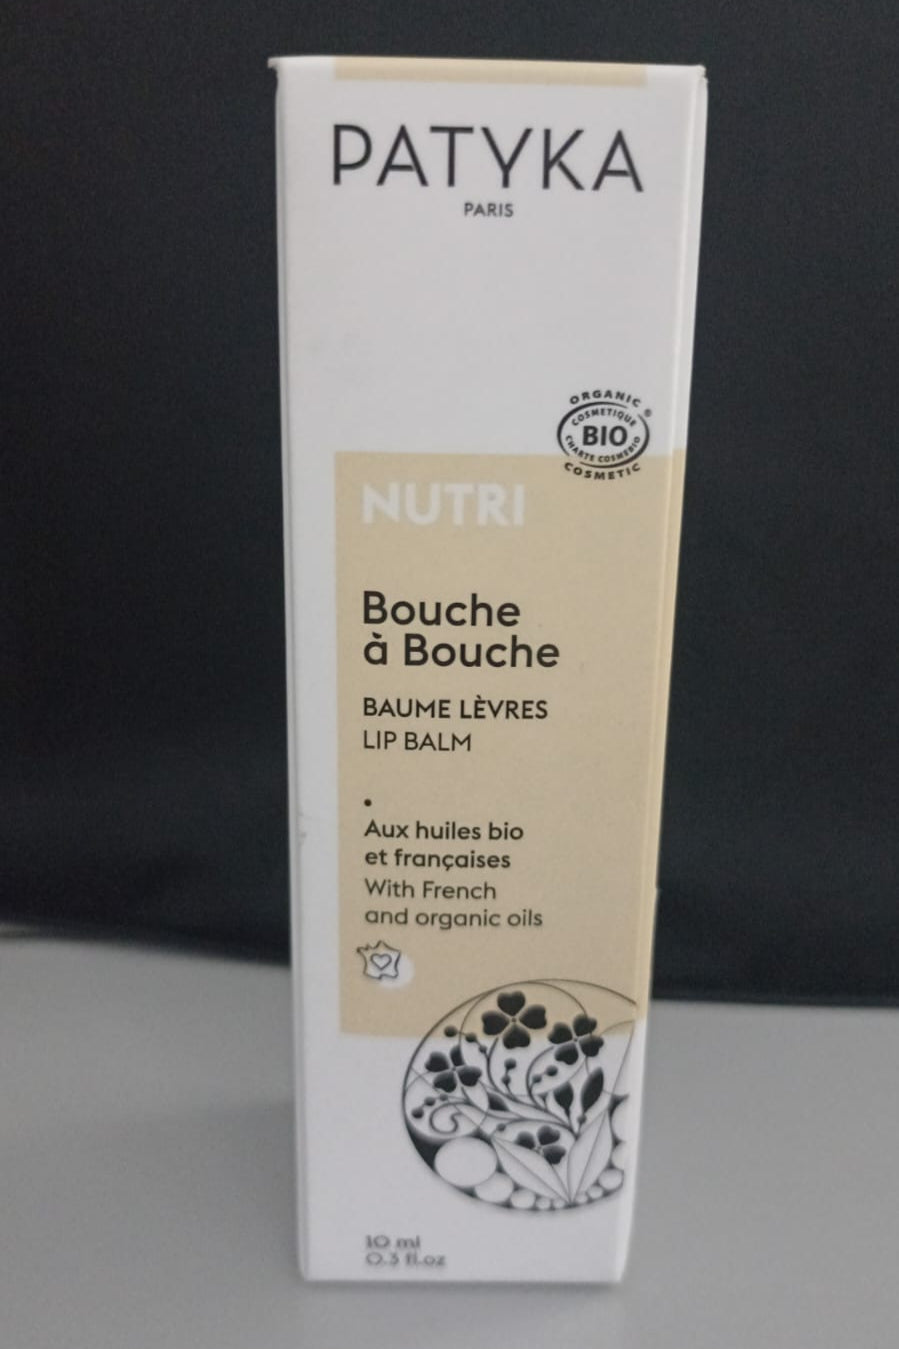 PATYKA
PARIS
ORGANIC
COSMETIQUE
BIO
CHARTE COSMEBIO
COSMETIC
NUTRI
Bouche
à Bouche
BAUME LÈVRES
LIP BALM
Aux huiles bio
et françaises
With French
and organic oils
10 ml
0.3 fl.oz